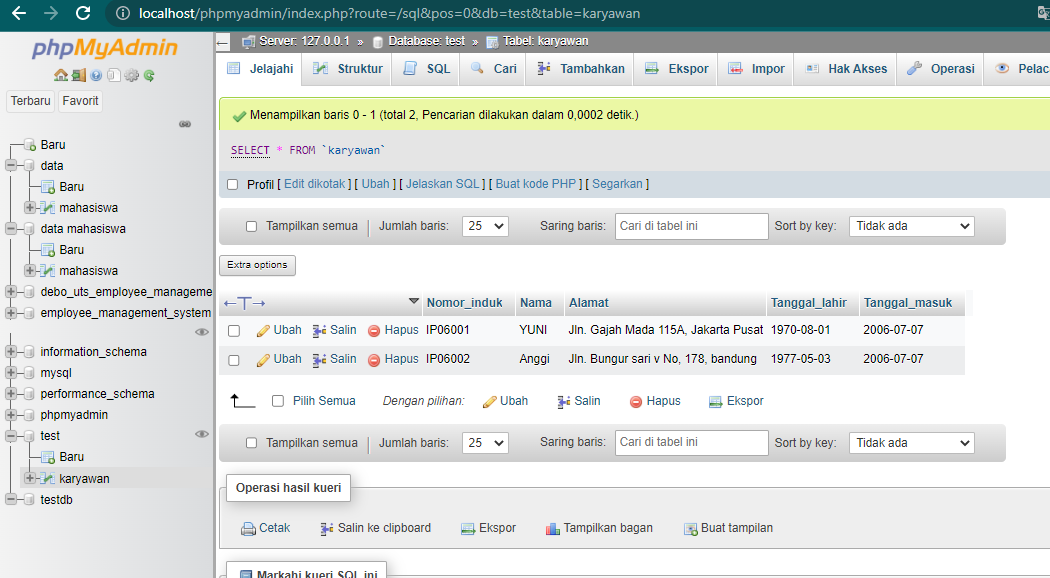 localhost/phpmyadmin/index.php?route=/sql&pos=0&db=test&table=karyawan
phpMyAdmin
Terbaru Favorit
Baru
data
Baru
mahasiswa
data mahasiswa
Baru
mahasiswa
debo_uts_employee_manageme
employee_management_system
information_schema
mysql
performance_schema
phpmyadmin
test
Baru
karyawan
testdb
Server: 127.0.0.1 » Database: test » Tabel: karyawan
Jelajahi Struktur SQL Cari Tambahkan Ekspor Impor Hak Akses Operasi Pelac
Menampilkan baris 0 - 1 (total 2, Pencarian dilakukan dalam 0,0002 detik.)
SELECT * FROM `karyawan`
Profil [ Edit dikotak ] [ Ubah ] [ Jelaskan SQL ] [ Buat kode PHP ] [ Segarkan ]
Tampilkan semua Jumlah baris: 25 Saring baris: Cari di tabel ini Sort by key: Tidak ada
Extra options
←T→ Nomor_induk Nama Alamat Tanggal_lahir Tanggal_masuk
Ubah Salin Hapus IP06001 YUNI Jln. Gajah Mada 115A, Jakarta Pusat 1970-08-01 2006-07-07
Ubah Salin Hapus IP06002 Anggi Jln. Bungur sari v No, 178, bandung 1977-05-03 2006-07-07
Pilih Semua Dengan pilihan: Ubah Salin Hapus Ekspor
Tampilkan semua Jumlah baris: 25 Saring baris: Cari di tabel ini Sort by key: Tidak ada
Operasi hasil kueri
Cetak Salin ke clipboard Ekspor Tampilkan bagan Buat tampilan
Markahi kueri SQL ini